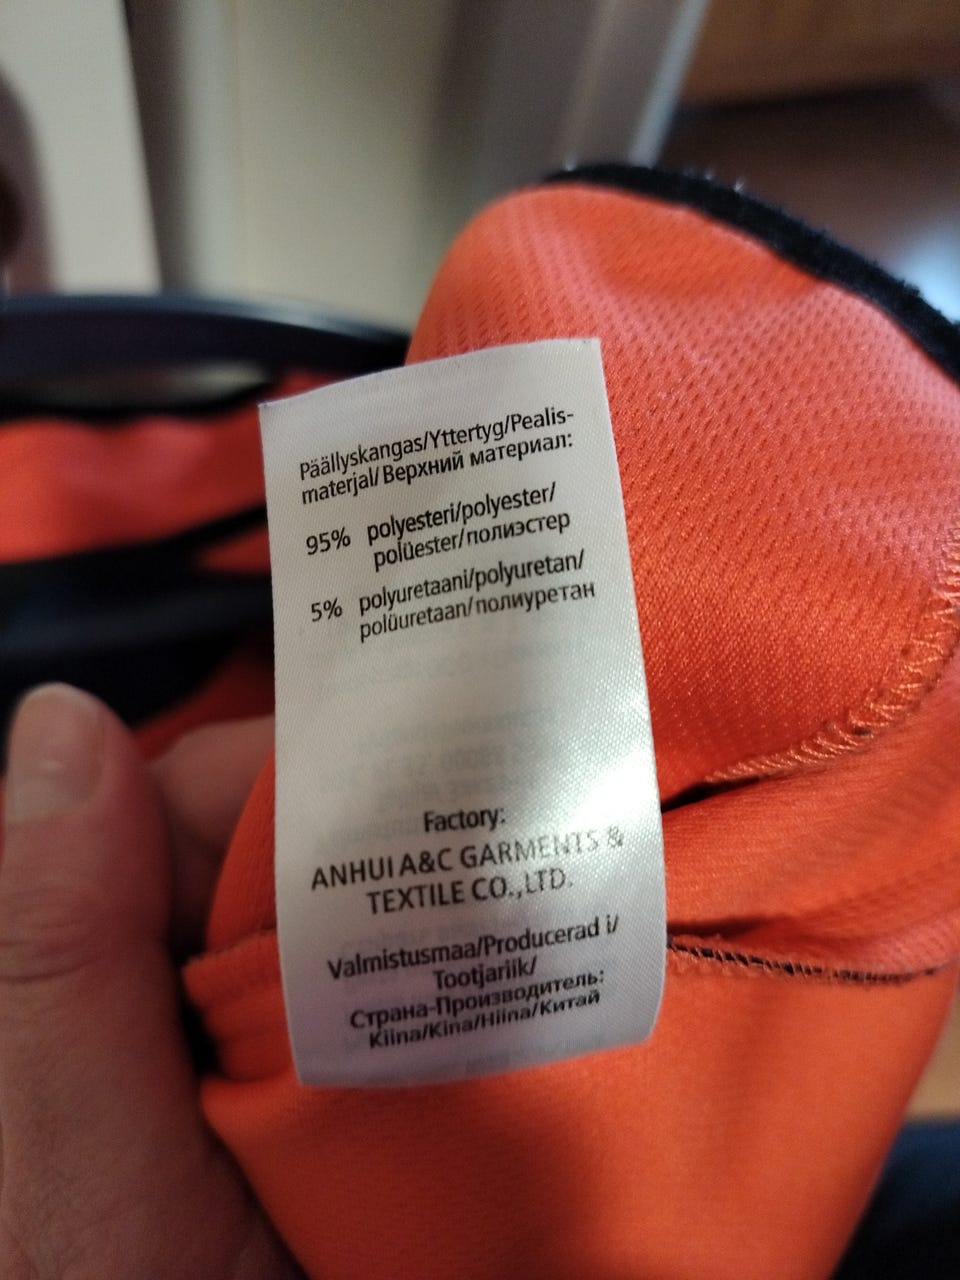 Päällyskangas/Yttertyg/Pealis-
materjal/Верхний материал:
95% polyesteri/polyester/
polüester/полиэстер
5% polyuretaani/polyuretan/
polüuretaan/полиуретан
Factory:
ANHUI A&C GARMENTS &
TEXTILE CO.,LTD.
Valmistusmaa/Producerad i/
Tootjariik/
Страна-Производитель:
Kiina/Kina/Hiina/Китай